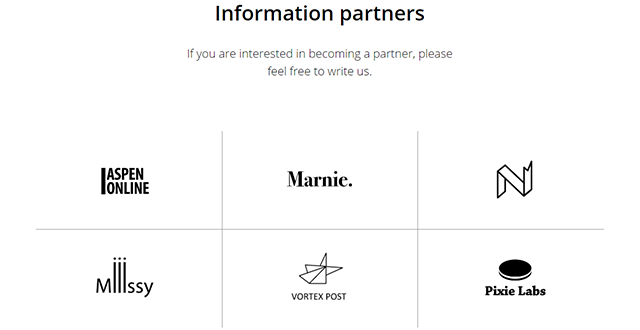 Information partners
If you are interested in becoming a partner, please
feel free to write us.
ASPEN
ONLINE
Marnie.
N
Miiissy
VORTEX POST
Pixie Labs